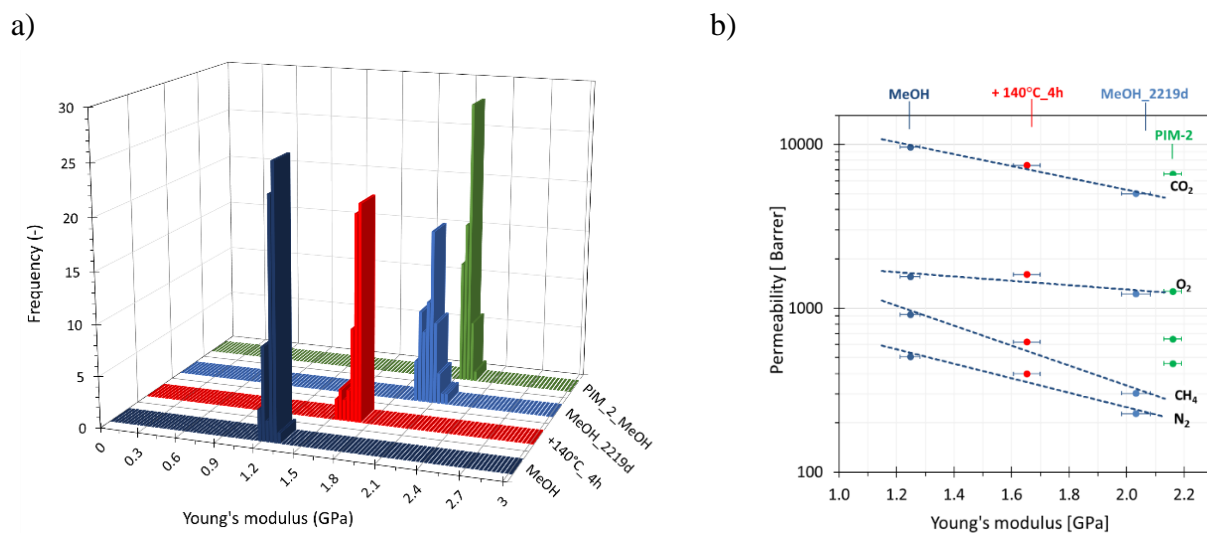 a)
30
25
20
15
10
5
0
Frequency (-)
0
0.3
0.6
0.9
1.2
1.5
1.8
2.1
2.4
2.7
3
Young's modulus (GPa)
PIM_2_MeOH
MeOH_2219d
+140°C_ 4h
MeOH
b)
MeOH
+ 140°C_4h
MeOH_2219d
PIM-2
10000
1000
100
Permeability [ Barrer]
CO2
O2
CH4
N2
1.0
1.2
1.4
1.6
1.8
2.0
2.2
Young's modulus [GPa]